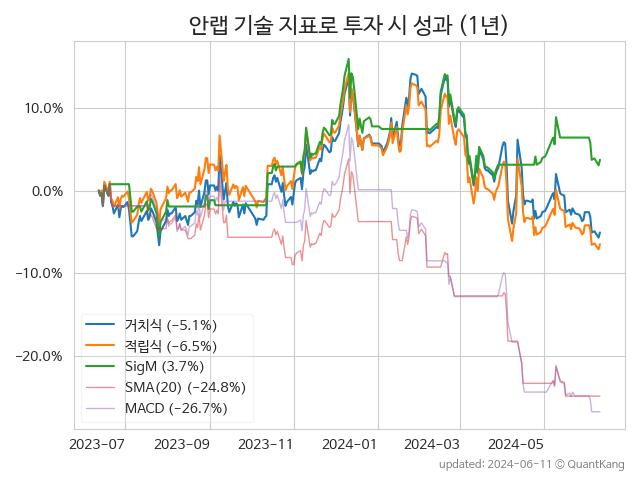 안랩 기술 지표로 투자 시 성과 (1년)
10.0%
0.0%
−10.0%
−20.0%
거치식 (−5.1%)
적립식 (−6.5%)
SigM (3.7%)
SMA(20) (−24.8%)
MACD (−26.7%)
2023-07 2023-09 2023-11 2024-01 2024-03 2024-05
updated: 2024-06-11 © QuantKang